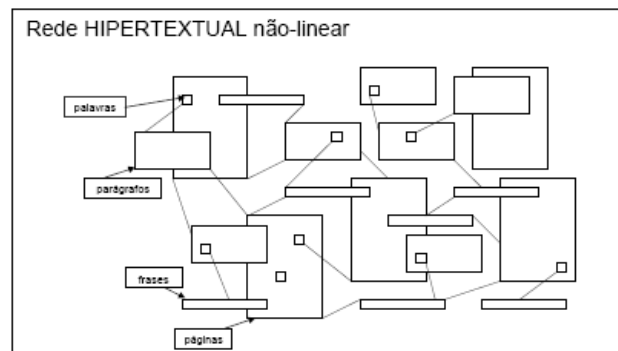 Rede HIPERTEXTUAL não-linear
palavras
parágrafos
frases
páginas